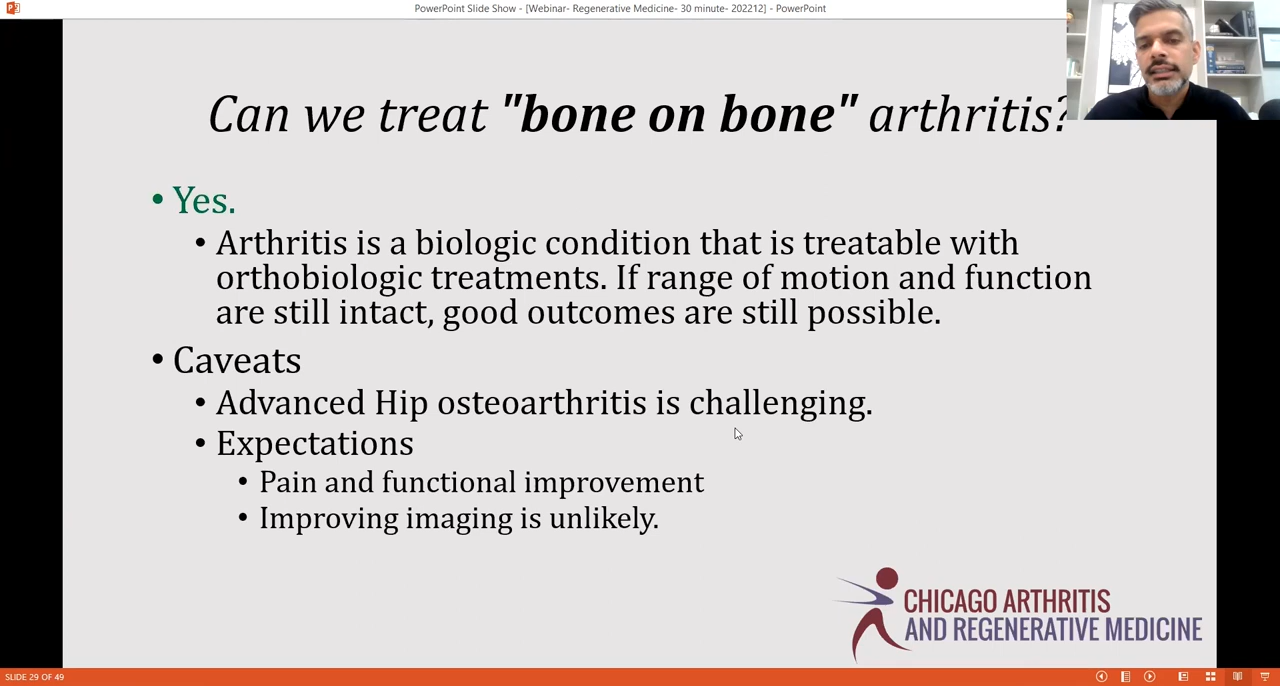 PowerPoint Slide Show - [Webinar- Regenerative Medicine- 30 minute- 202212] - PowerPoint
Can we treat "bone on bone" arthritis?
• Yes.
• Arthritis is a biologic condition that is treatable with
orthobiologic treatments. If range of motion and function
are still intact, good outcomes are still possible.
• Caveats
• Advanced Hip osteoarthritis is challenging.
• Expectations
• Pain and functional improvement
• Improving imaging is unlikely.
CHICAGO ARTHRITIS
AND REGENERATIVE MEDICINE
SLIDE 29 OF 49